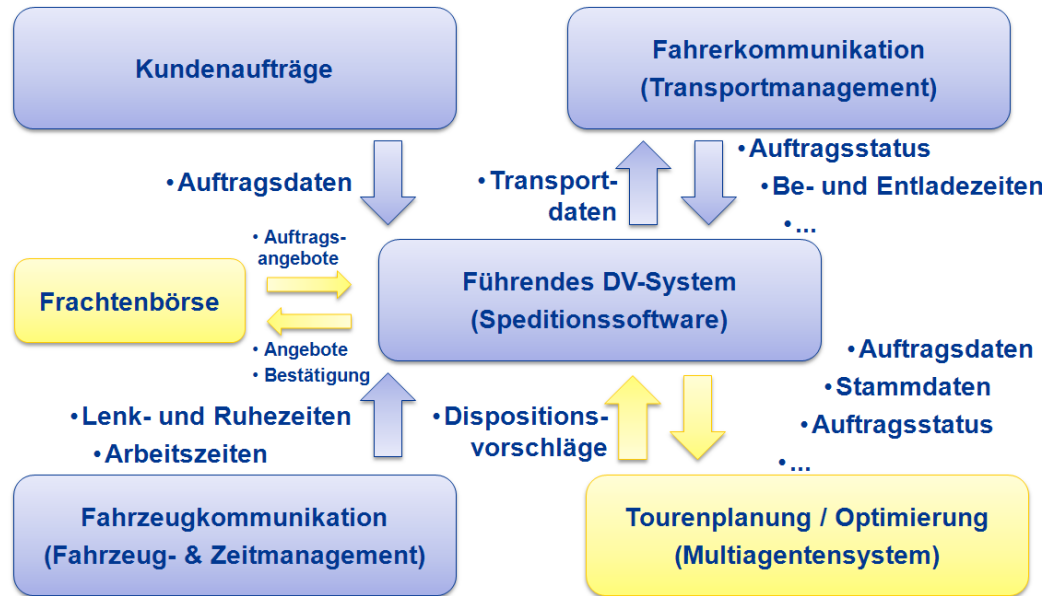 Kundenaufträge
Fahrerkommunikation
(Transportmanagement)
• Auftragsdaten
• Transport-
daten
• Auftragsstatus
• Be- und Entladezeiten
• ...
• Auftrags-
angebote
Frachtenbörse
• Angebote
• Bestätigung
Führendes DV-System
(Speditionssoftware)
• Lenk- und Ruhezeiten
• Arbeitszeiten
• Dispositions-
vorschläge
• Auftragsdaten
• Stammdaten
• Auftragsstatus
• ...
Fahrzeugkommunikation
(Fahrzeug- & Zeitmanagement)
Tourenplanung / Optimierung
(Multiagentensystem)